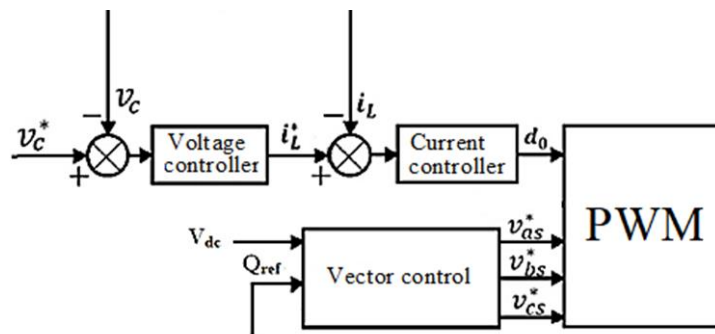 v_C
i_L
v_C^*
Voltage controller
i_L^*
Current controller
d_0
PWM
V_dc
Q_ref
Vector control
v_as^*
v_bs^*
v_cs^*
− + − +